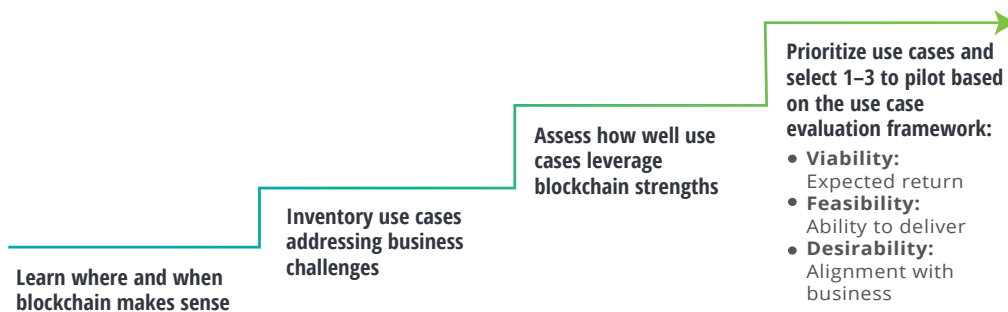 Learn where and when
blockchain makes sense
Inventory use cases
addressing business
challenges
Assess how well use
cases leverage
blockchain strengths
Prioritize use cases and
select 1–3 to pilot based
on the use case
evaluation framework:
• Viability:
Expected return
• Feasibility:
Ability to deliver
• Desirability:
Alignment with
business